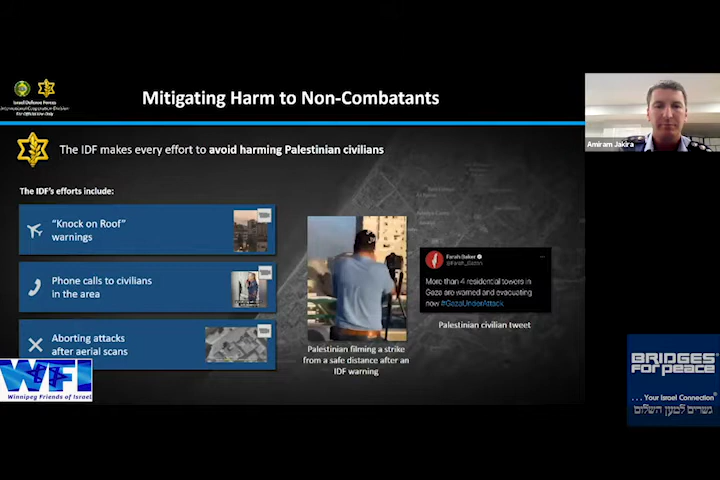 Israel Defense Forces
International Cooperation Division
For Official Use Only
Mitigating Harm to Non-Combatants
The IDF makes every effort to avoid harming Palestinian civilians
The IDF's efforts include:
"Knock on Roof"
warnings
Phone calls to civilians
in the area
Aborting attacks
after aerial scans
Palestinian filming a strike
from a safe distance after an
IDF warning
Farah Baker
More than 4 residential towers in
Gaza are warned and evacuating
now #GazaUnderAttack
Palestinian civilian tweet
Amiram Jakira
WFI
Winnipeg Friends of Israel
BRIDGES
FOR PEACE
...Your Israel Connection
גשרים למען השלום